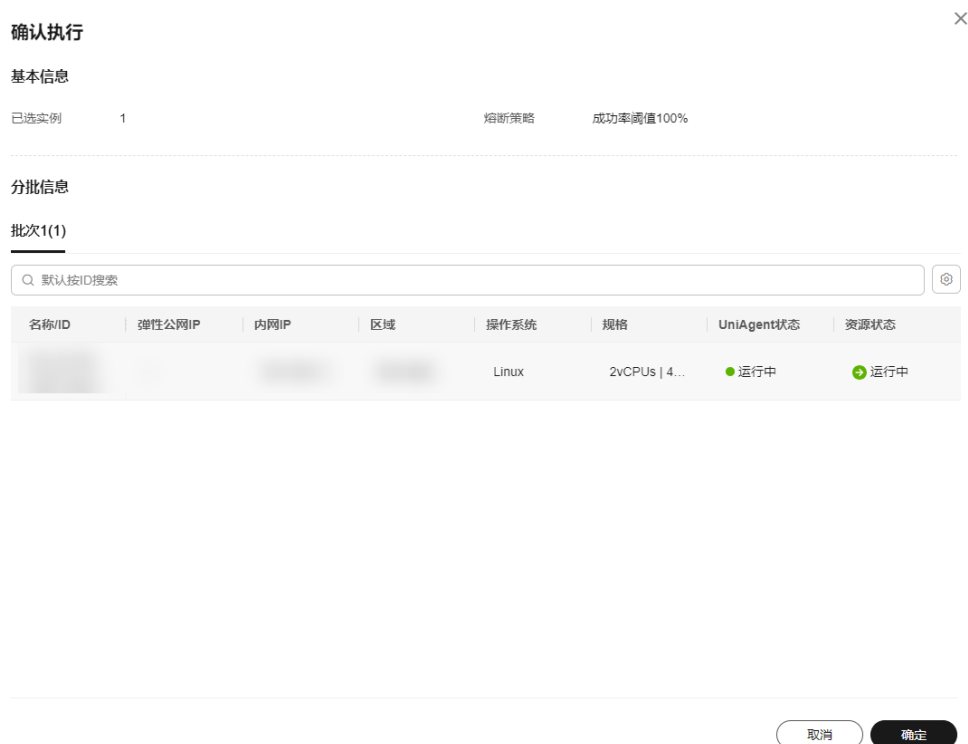 确认执行
基本信息
已选实例 1 熔断策略 成功率阈值100%
分批信息
批次1(1)
默认按ID搜索
名称/ID 弹性公网IP 内网IP 区域 操作系统 规格 UniAgent状态 资源状态
Linux 2vCPUs | 4... 运行中 运行中
取消 确定